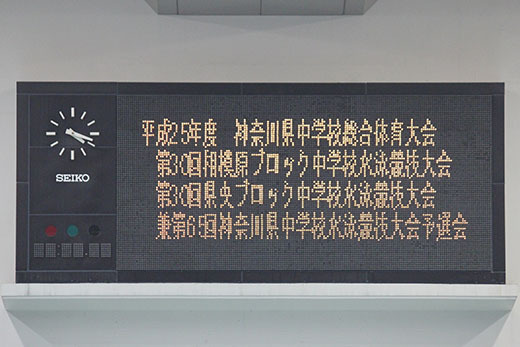 SEIKO
平成25年度 神奈川県中学校総合体育大会
第30回相模原ブロック中学校水泳競技大会
第30回県央ブロック中学校水泳競技大会
兼第65回神奈川県中学校水泳競技大会予選会